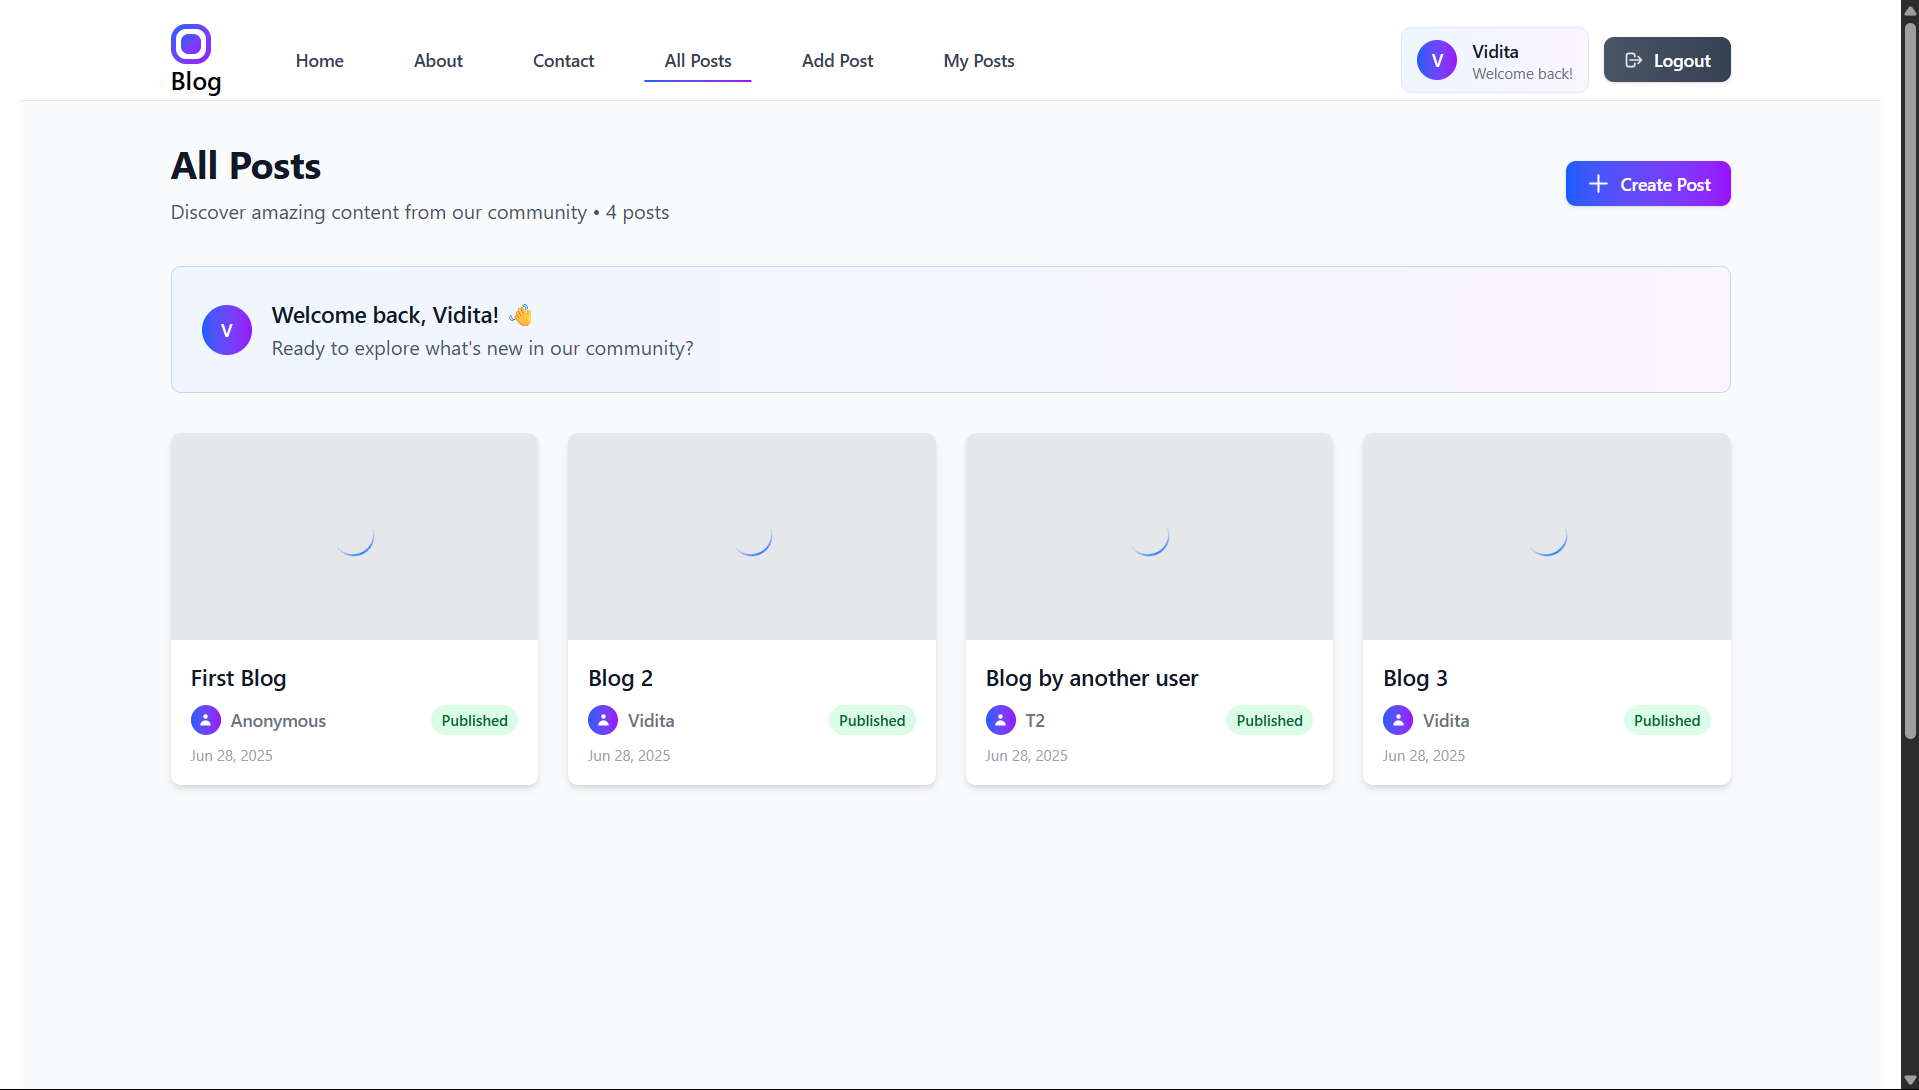 Blog
Home
About
Contact
All Posts
Add Post
My Posts
V
Vidita
Welcome back!
Logout
All Posts
Discover amazing content from our community • 4 posts
Create Post
V
Welcome back, Vidita! 👋
Ready to explore what's new in our community?
First Blog
Anonymous
Published
Jun 28, 2025
Blog 2
Vidita
Published
Jun 28, 2025
Blog by another user
T2
Published
Jun 28, 2025
Blog 3
Vidita
Published
Jun 28, 2025